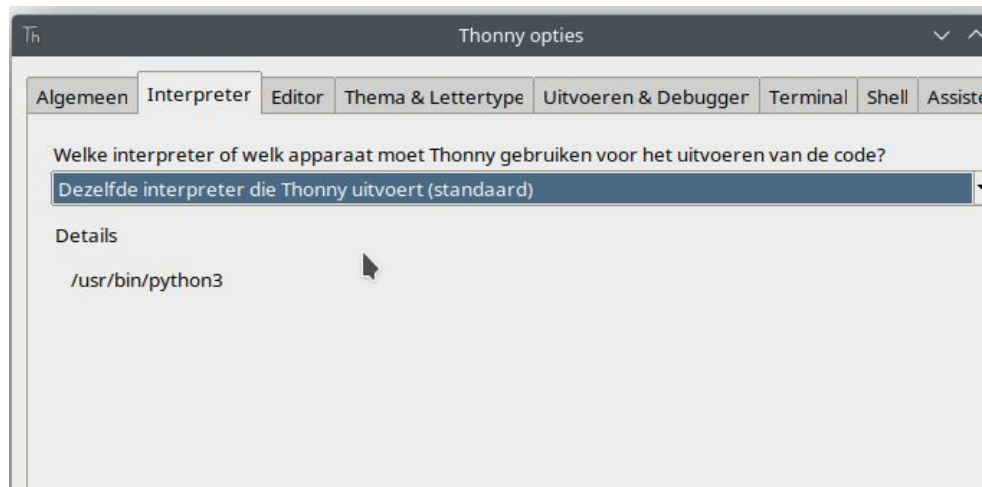 Th Thonny opties
Algemeen Interpreter Editor Thema & Lettertype Uitvoeren & Debugger Terminal Shell
Welke interpreter of welk apparaat moet Thonny gebruiken voor het uitvoeren van de code?
Dezelfde interpreter die Thonny uitvoert (standaard)
Details
/usr/bin/python3